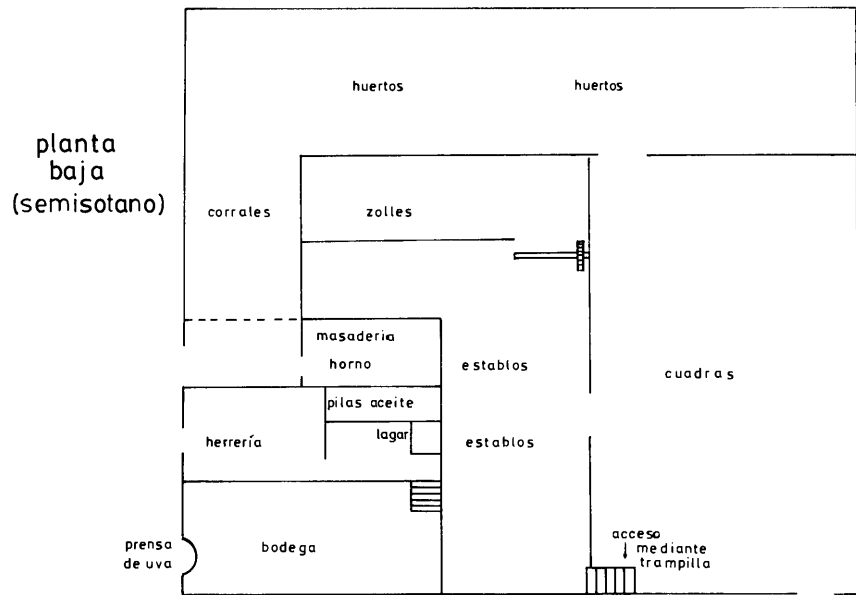 huertos huertos
planta
baja
(semisotano)
corrales zolles
masaderia
horno
establos
cuadras
pilas aceite
lagar
herrería
establos
acceso
mediante
trampilla
prensa
de uva
bodega